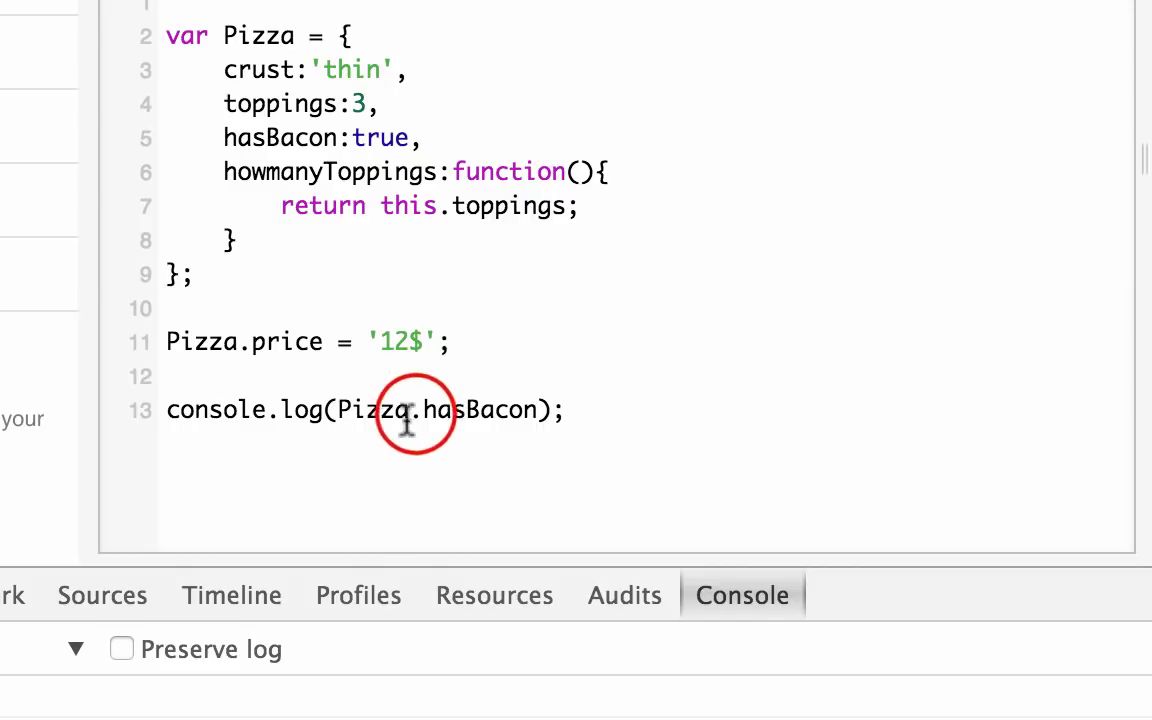 1
2 var Pizza = {
3 crust:'thin',
4 toppings:3,
5 hasBacon:true,
6 howmanyToppings:function(){
7 return this.toppings;
8 }
9 };
10
11 Pizza.price = '12$';
12
13 console.log(Pizza.hasBacon);
your
rk Sources Timeline Profiles Resources Audits Console
▼ Preserve log